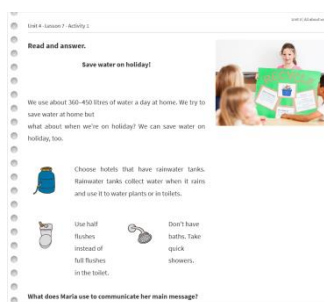 Unit 4 · Lesson 7 · Activity 1
Read and answer.
Save water on holiday!
We use about 360–450 litres of water a day at home. We try to
save water at home but
what about when we're on holiday? We can save water on
holiday, too.
Choose hotels that have rainwater tanks.
Rainwater tanks collect water when it rains
and use it to water plants or in toilets.
Use half
flushes
instead of
full flushes
in the toilet.
Don't have
baths. Take
quick
showers.
What does Maria use to communicate her main message?